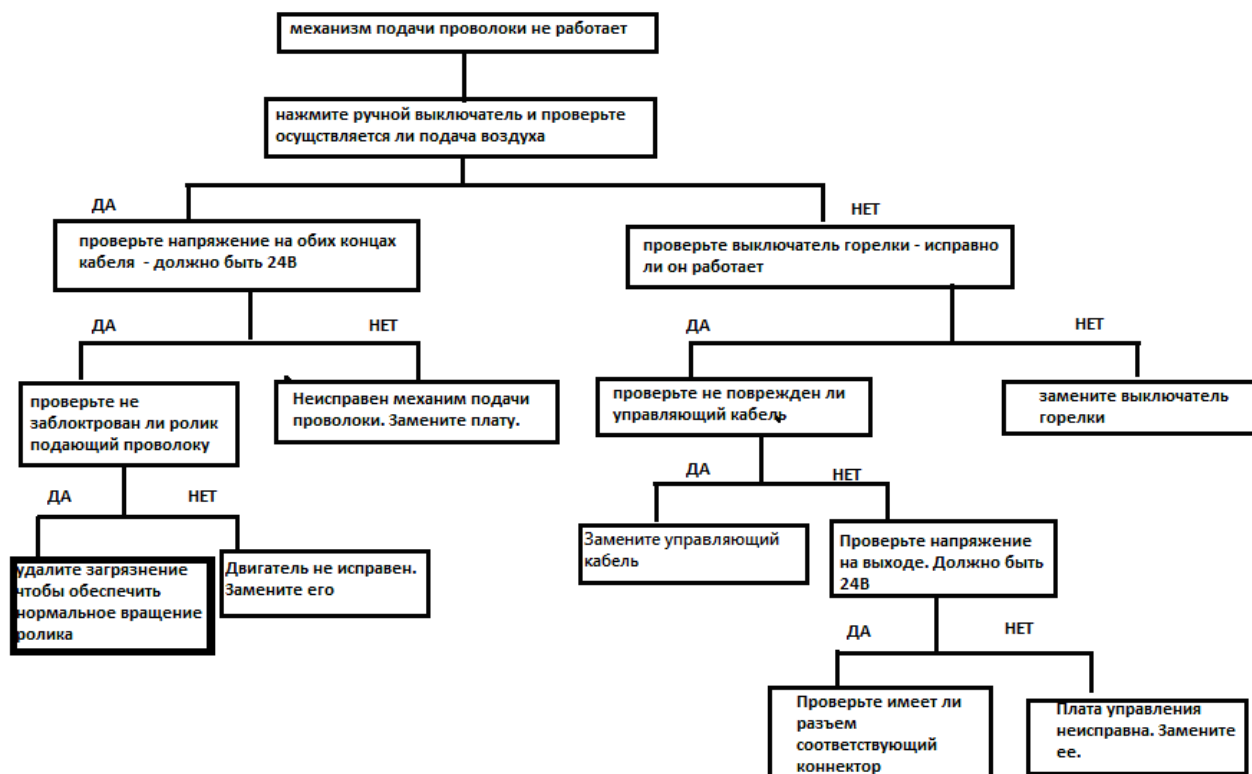 механизм подачи проволоки не работает
нажмите ручной выключатель и проверьте
осущствляется ли подача воздуха
ДА
НЕТ
проверьте напряжение на обих концах
кабеля - должно быть 24В
проверьте выключатель горелки - исправно
ли он работает
ДА
НЕТ
ДА
НЕТ
проверьте не
заблоктрован ли ролик
подающий проволоку
Неисправен механим подачи
проволоки. Замените плату.
проверьте не поврежден ли
управляющий кабель
замените выключатель
горелки
ДА
НЕТ
ДА
НЕТ
удалите загрязнение
чтобы обеспечить
нормальное вращение
ролика
Двигатель не исправен.
Замените его
Замените управляющий
кабель
Проверьте напряжение
на выходе. Должно быть
24В
ДА
НЕТ
Проверьте имеет ли
разъем
соответствующий
коннектор
Плата управления
неисправна. Замените
ее.